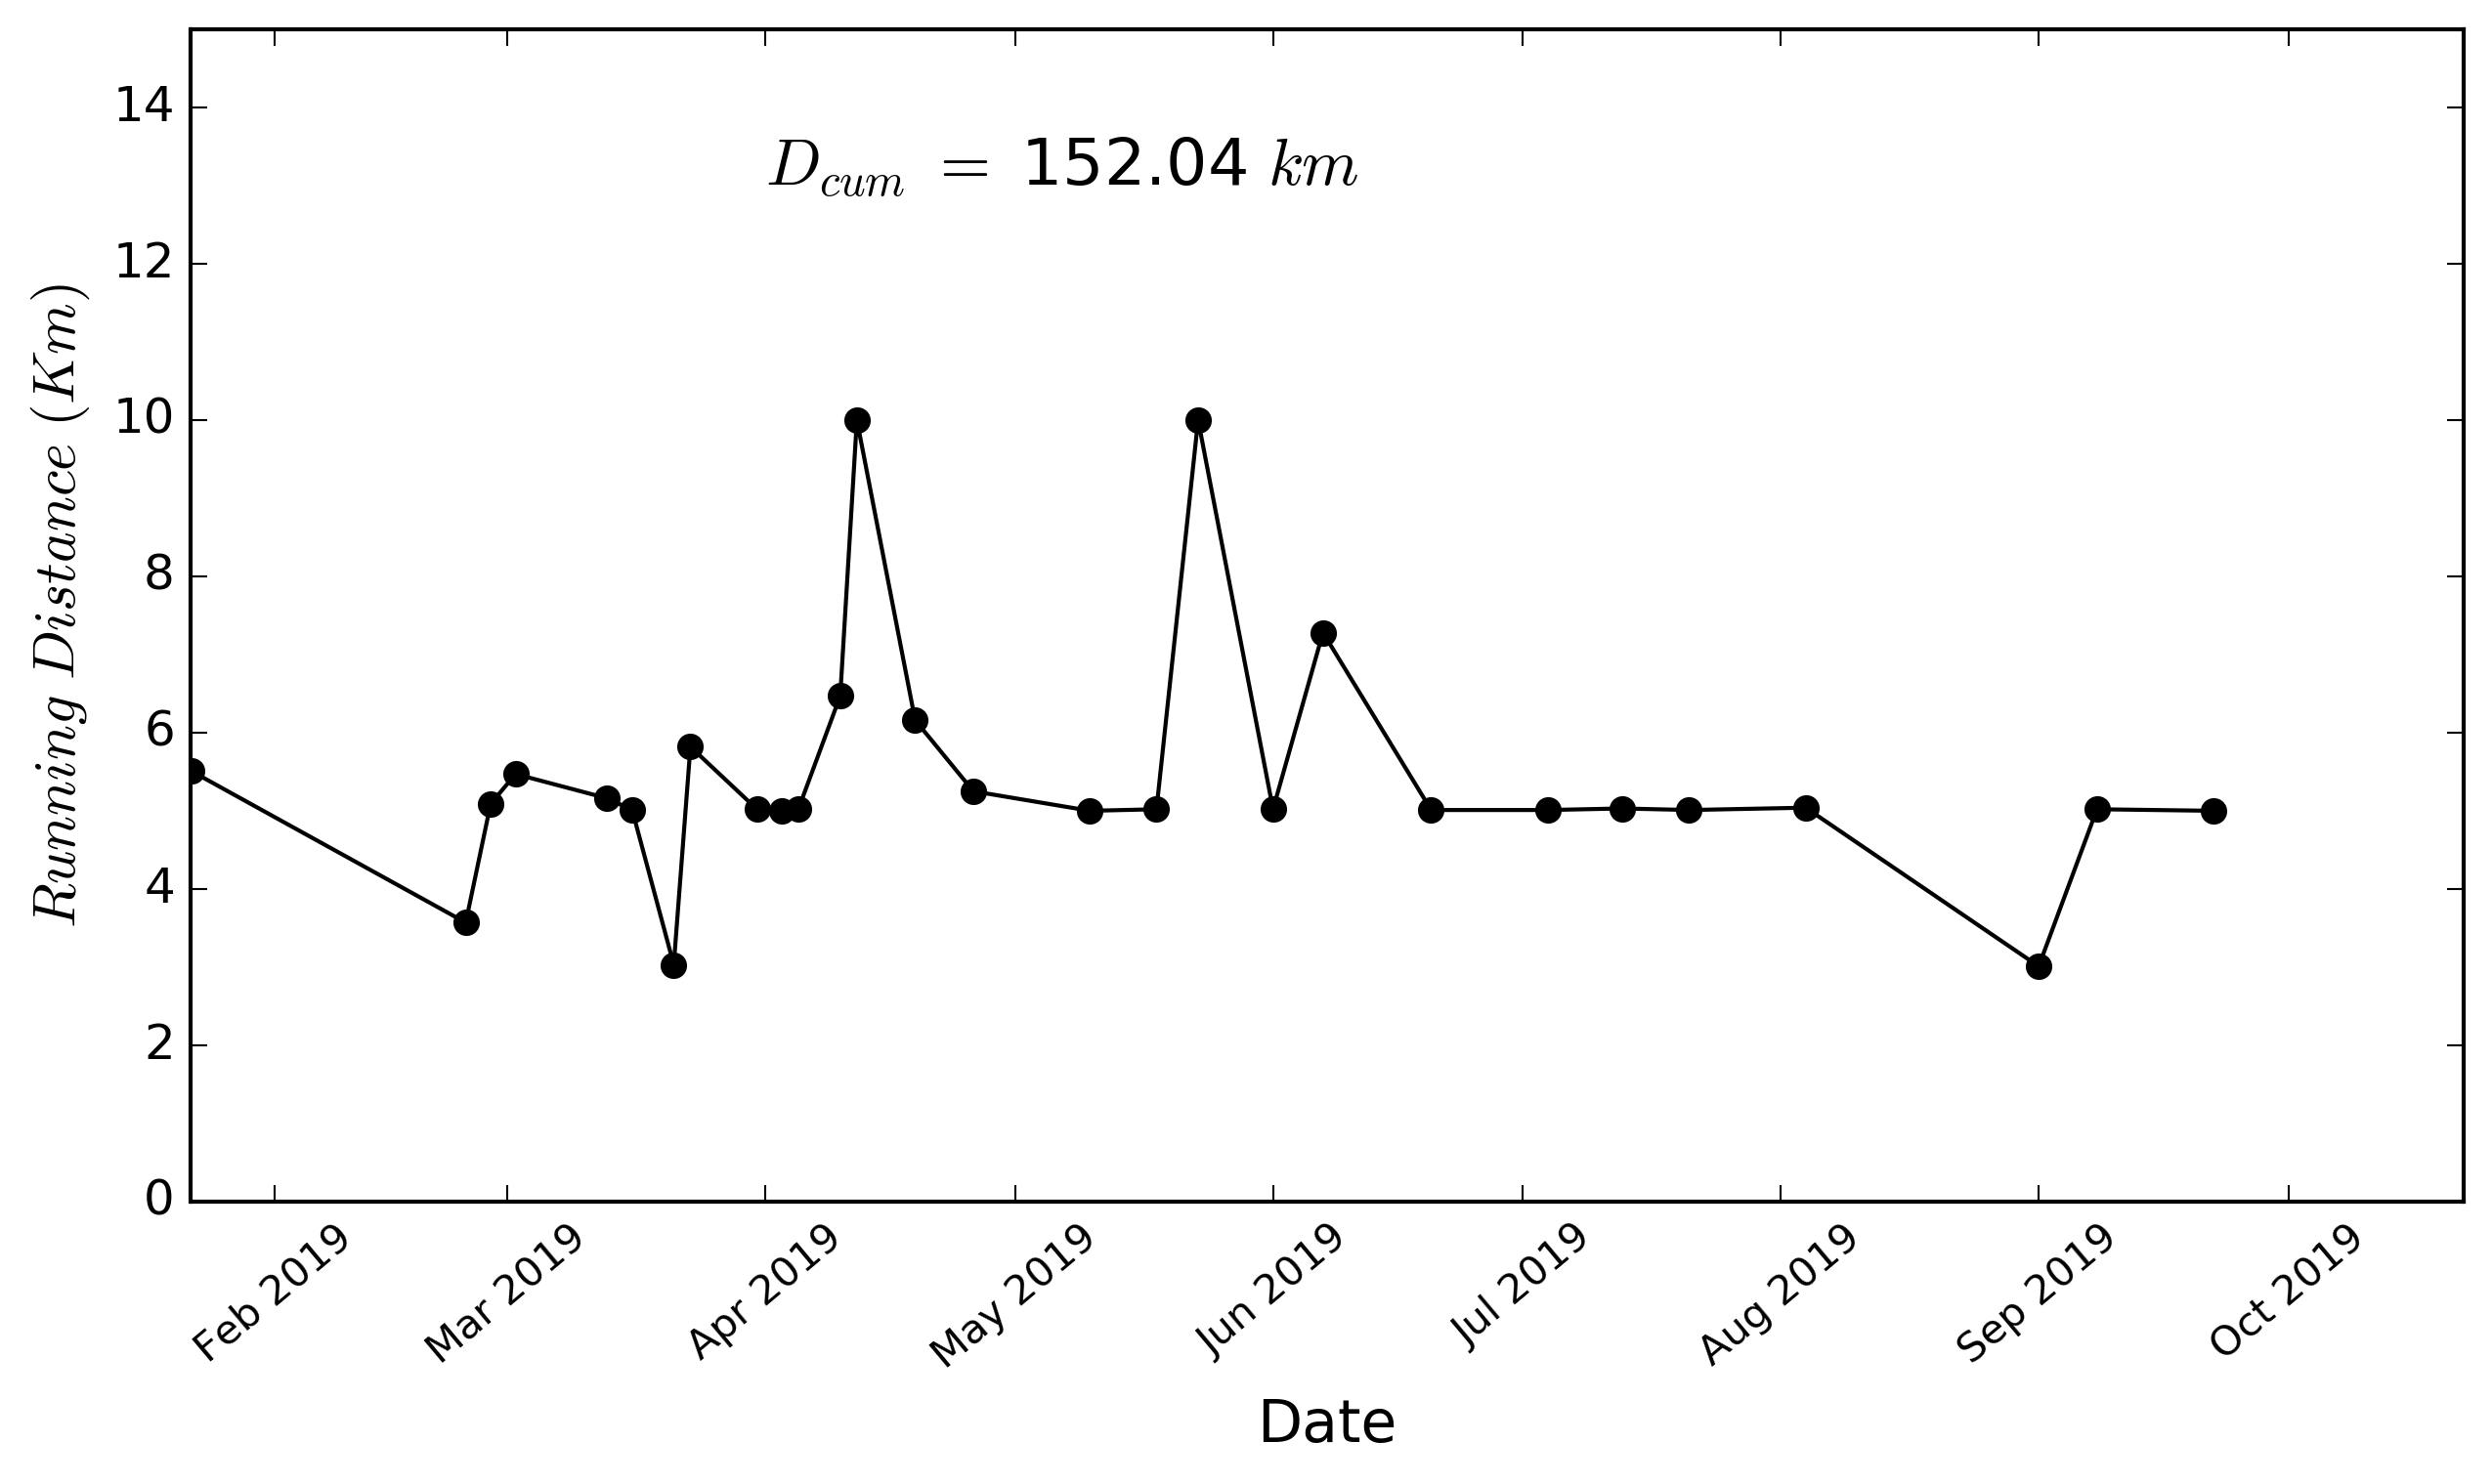 D_cum = 152.04 km
Running Distance (Km)
14
12
10
8
6
4
2
0
Feb 2019
Mar 2019
Apr 2019
May 2019
Jun 2019
Jul 2019
Aug 2019
Sep 2019
Oct 2019
Date